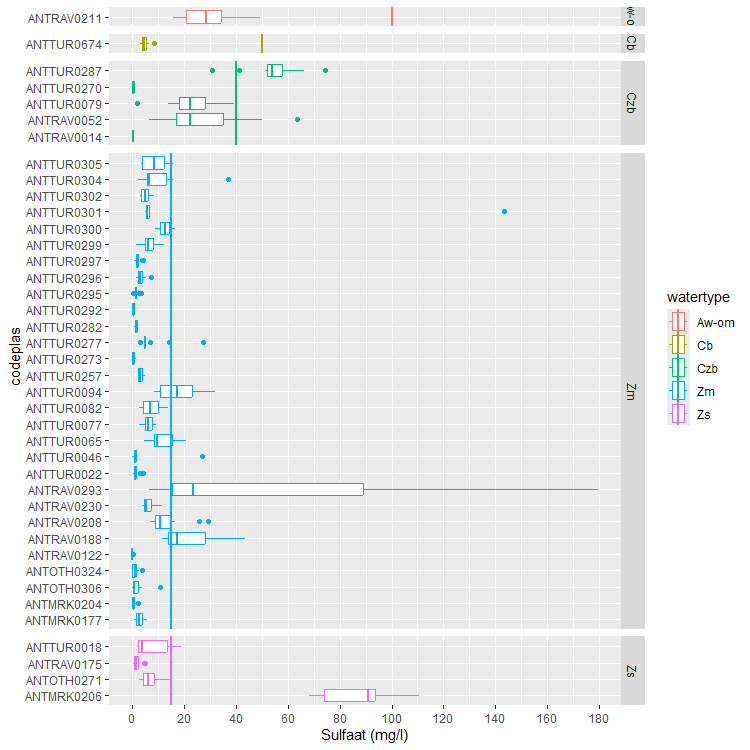 codeplas
ANTRAV0211
w-o
ANTTUR0674
Cb
ANTTUR0287
ANTTUR0270
ANTTUR0079
ANTRAV0052
ANTRAV0014
Czb
ANTTUR0305
ANTTUR0304
ANTTUR0302
ANTTUR0301
ANTTUR0300
ANTTUR0299
ANTTUR0297
ANTTUR0296
ANTTUR0295
ANTTUR0292
ANTTUR0282
ANTTUR0277
ANTTUR0273
ANTTUR0257
ANTTUR0094
ANTTUR0082
ANTTUR0077
ANTTUR0065
ANTTUR0046
ANTTUR0022
ANTRAV0293
ANTRAV0230
ANTRAV0208
ANTRAV0188
ANTRAV0122
ANTOTH0324
ANTOTH0306
ANTMRK0204
ANTMRK0177
Zm
ANTTUR0018
ANTRAV0175
ANTOTH0271
ANTMRK0206
Zs
0 20 40 60 80 100 120 140 160 180
Sulfaat (mg/l)
watertype
Aw-om
Cb
Czb
Zm
Zs